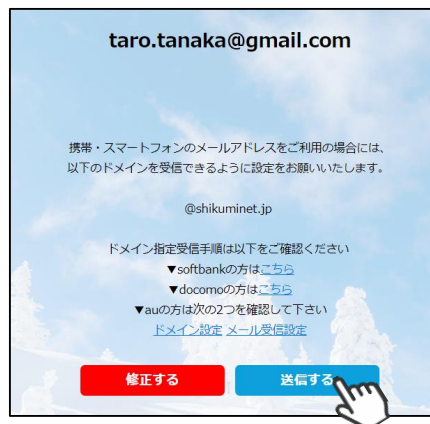 taro.tanaka@gmail.com
携帯・スマートフォンのメールアドレスをご利用の場合には、
以下のドメインを受信できるように設定をお願いいたします。
@shikuminet.jp
ドメイン指定受信手順は以下をご確認ください
▼softbankの方はこちら
▼docomoの方はこちら
▼auの方は次の2つを確認して下さい
ドメイン設定 メール受信設定
修正する 送信する